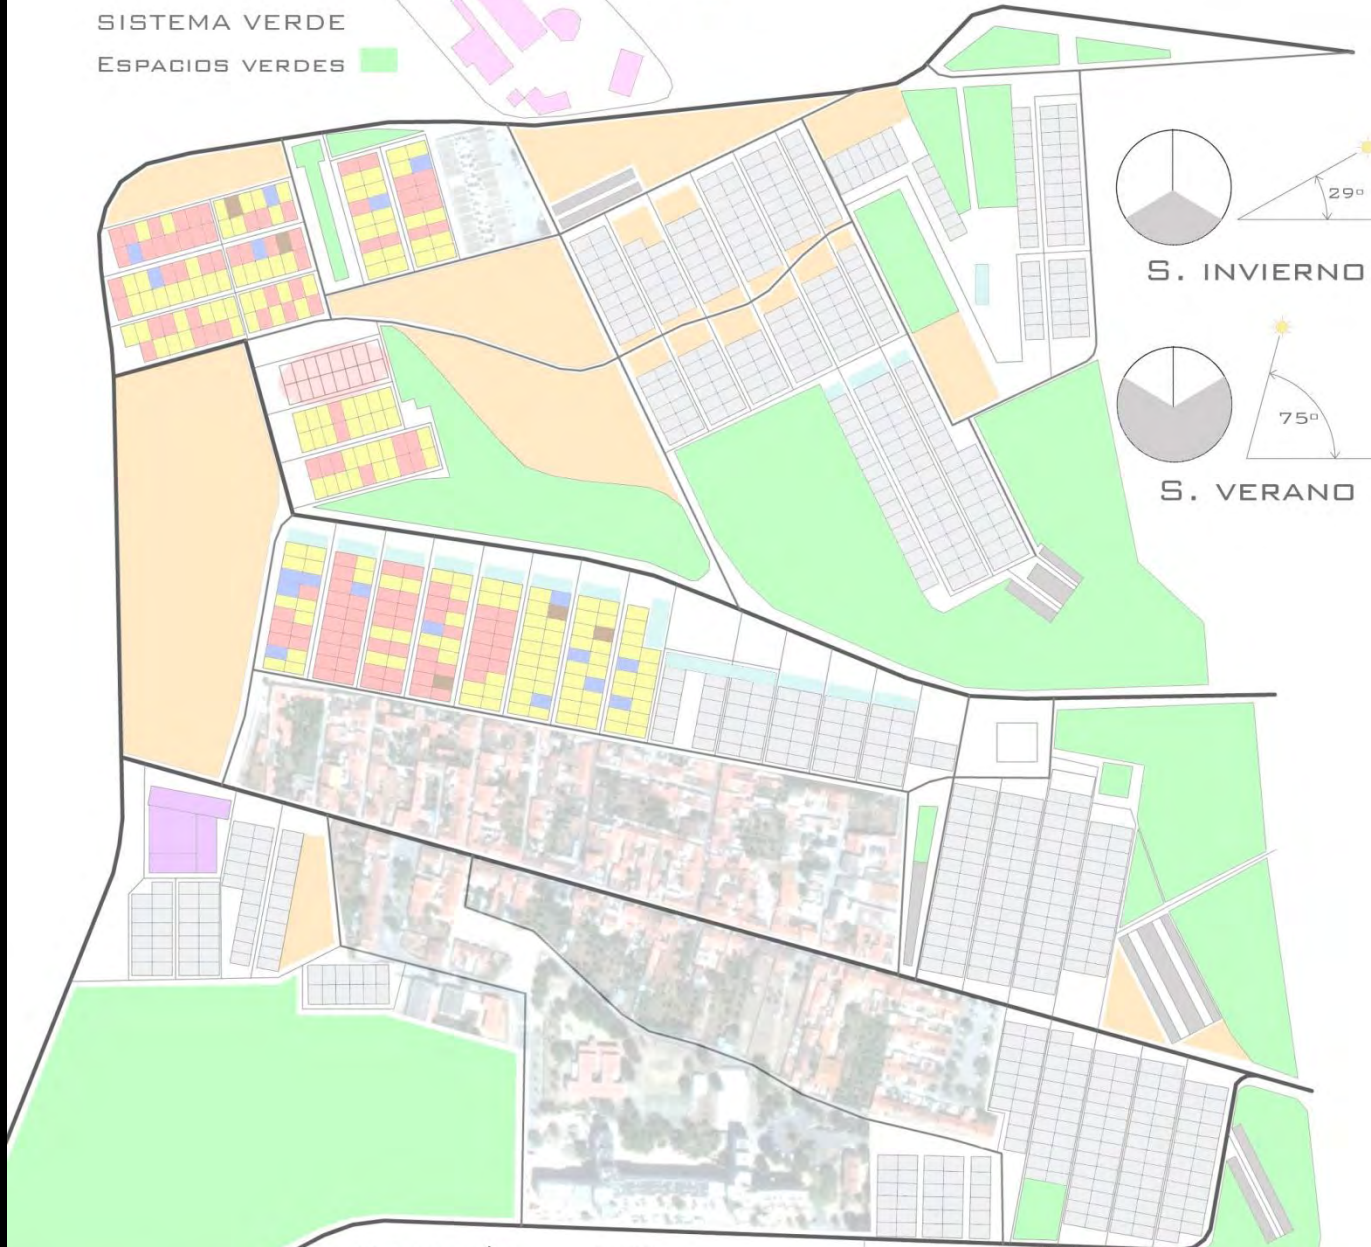 SISTEMA VERDE
ESPACIOS VERDES
29º
S. INVIERNO
75º
S. VERANO